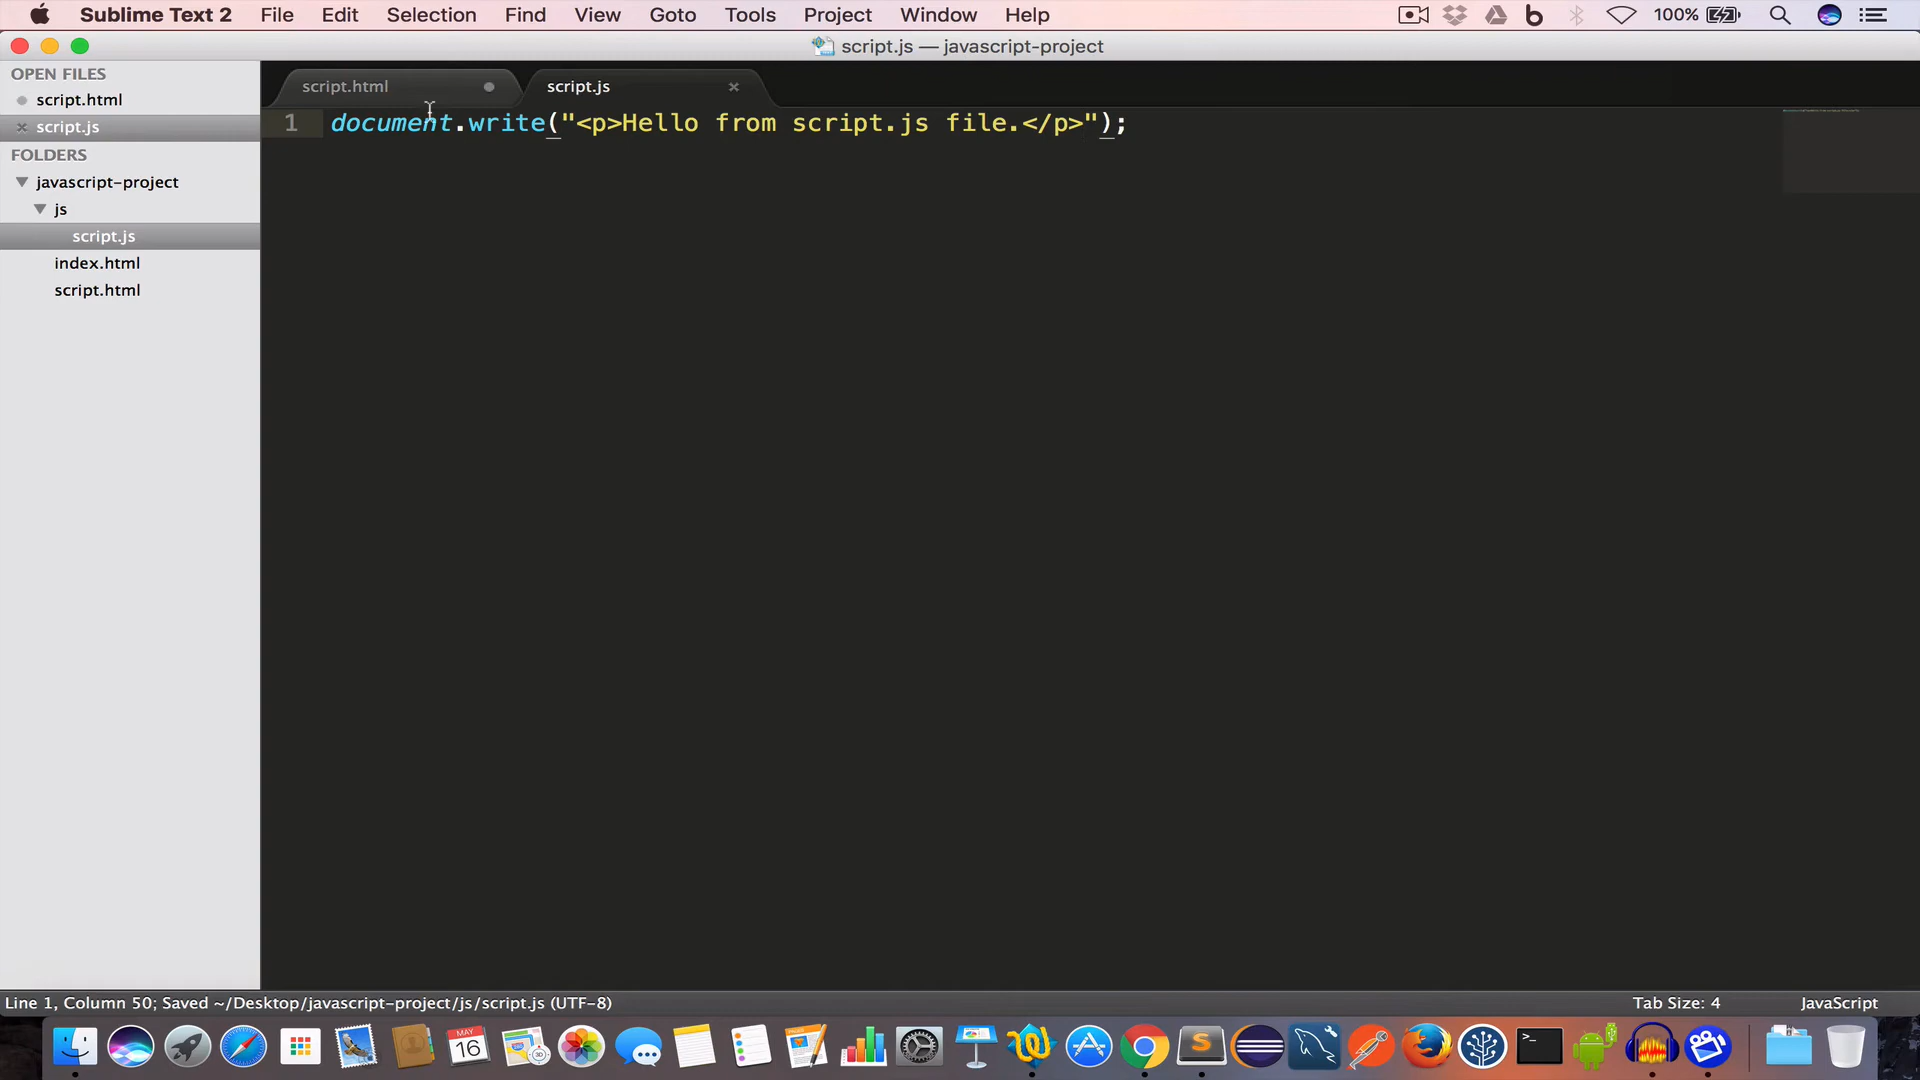 Sublime Text 2 File Edit Selection Find View Goto Tools Project Window Help 100%
script.js — javascript-project
OPEN FILES
script.html
script.js
FOLDERS
javascript-project
js
script.js
index.html
script.html
script.html script.js
1 document.write("<p>Hello from script.js file.</p>");
Line 1, Column 50; Saved ~/Desktop/javascript-project/js/script.js (UTF-8) Tab Size: 4 JavaScript
MAY
16